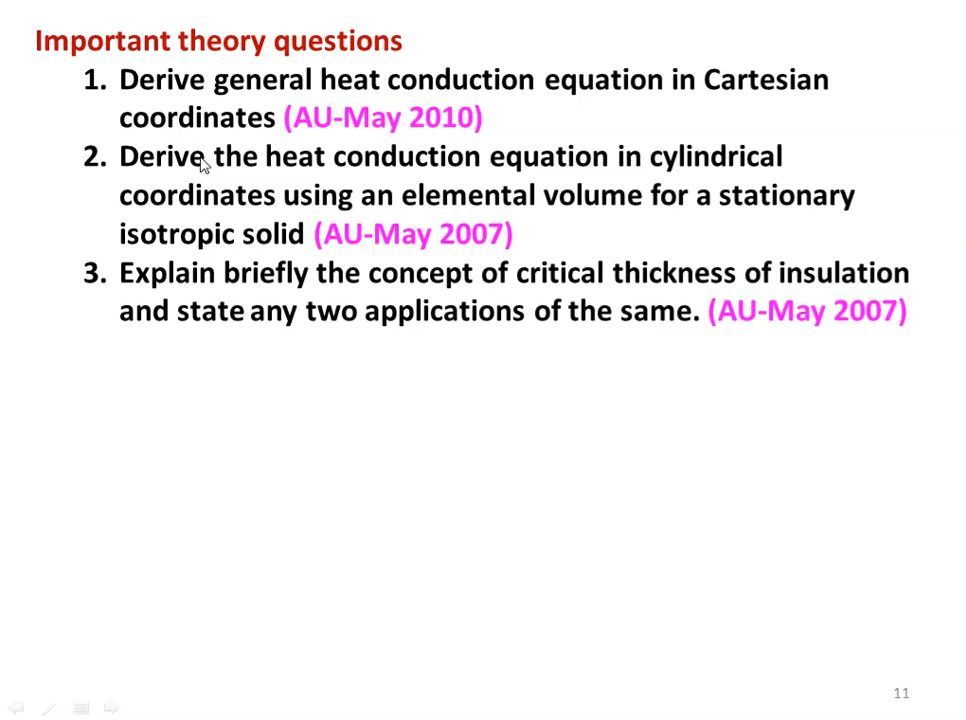 Important theory questions
1. Derive general heat conduction equation in Cartesian
coordinates (AU-May 2010)
2. Derive the heat conduction equation in cylindrical
coordinates using an elemental volume for a stationary
isotropic solid (AU-May 2007)
3. Explain briefly the concept of critical thickness of insulation
and state any two applications of the same. (AU-May 2007)
11